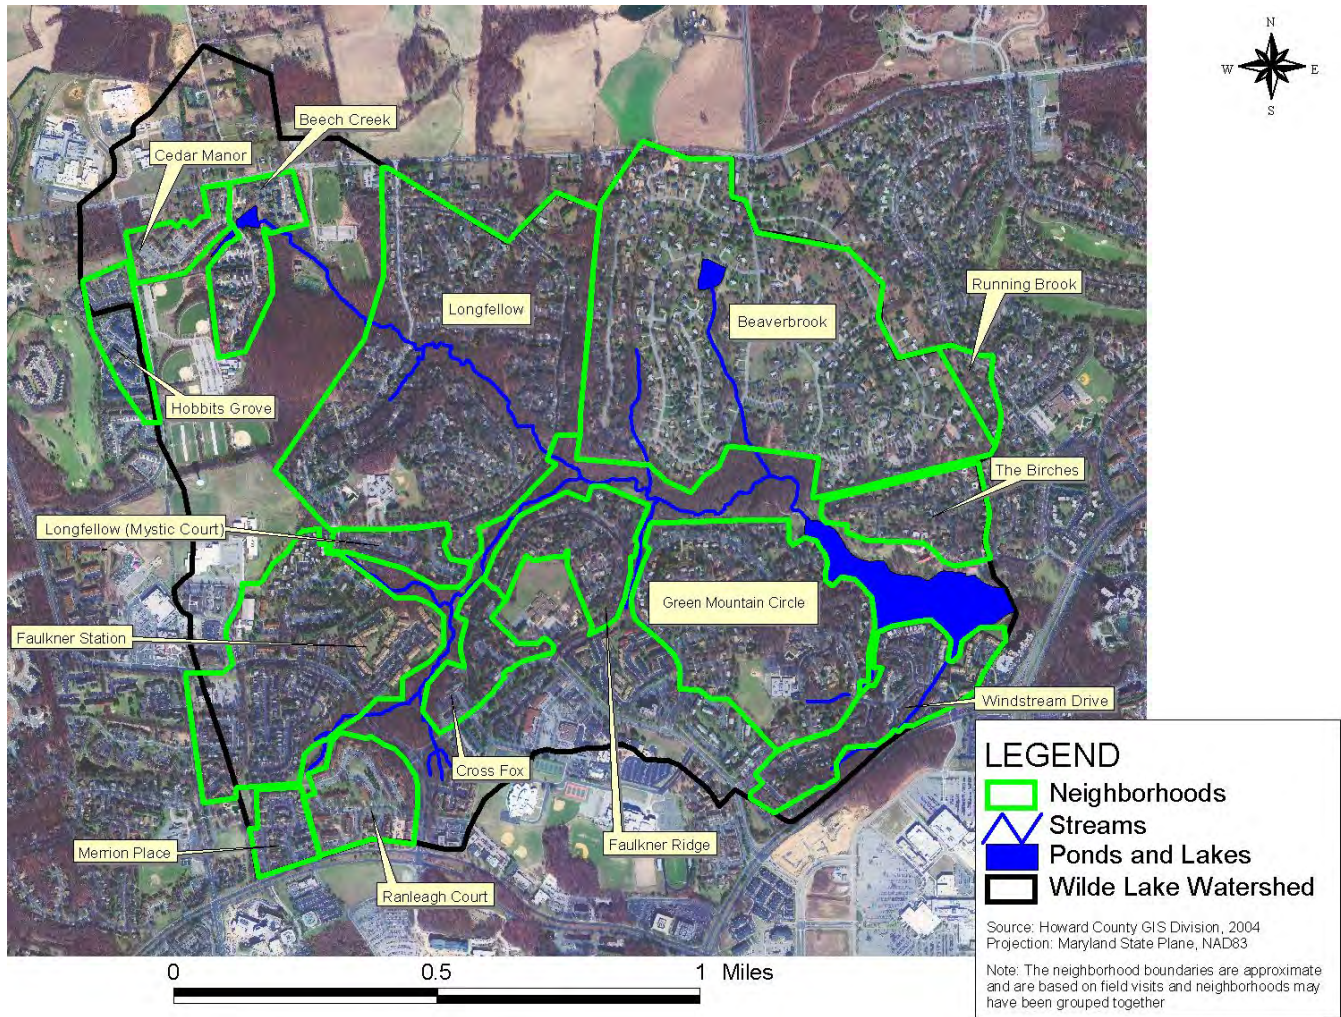 N
W
E
S
Beech Creek
Cedar Manor
Running Brook
Longfellow
Beaverbrook
Hobbits Grove
The Birches
Longfellow (Mystic Court)
Green Mountain Circle
Faulkner Station
Windstream Drive
Cross Fox
Faulkner Ridge
Merrion Place
Ranleagh Court
LEGEND
Neighborhoods
Streams
Ponds and Lakes
Wilde Lake Watershed
Source: Howard County GIS Division, 2004
Projection: Maryland State Plane, NAD83
Note: The neighborhood boundaries are approximate
and are based on field visits and neighborhoods may
have been grouped together
0 0.5 1 Miles